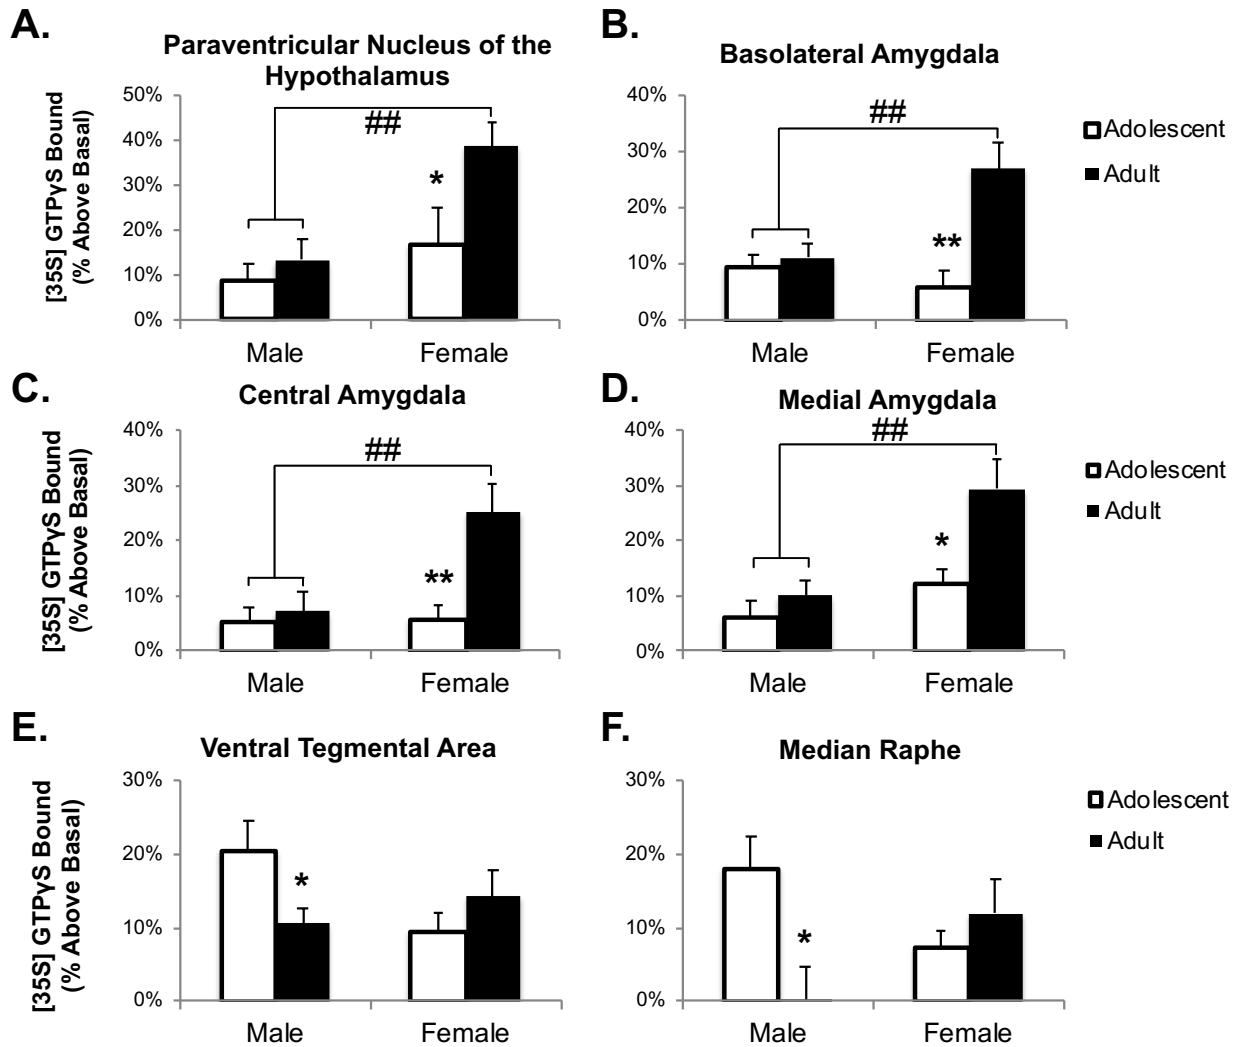 A.
Paraventricular Nucleus of the
Hypothalamus
[35S] GTPγS Bound
(% Above Basal)
50%
40%
30%
20%
10%
0%
##
*
Male
Female
B.
Basolateral Amygdala
40%
30%
20%
10%
0%
##
**
Male
Female
Adolescent
Adult
C.
Central Amygdala
[35S] GTPγS Bound
(% Above Basal)
40%
30%
20%
10%
0%
##
**
Male
Female
D.
Medial Amygdala
40%
30%
20%
10%
0%
##
*
Male
Female
Adolescent
Adult
E.
Ventral Tegmental Area
[35S] GTPγS Bound
(% Above Basal)
30%
20%
10%
0%
*
Male
Female
F.
Median Raphe
30%
20%
10%
0%
*
Male
Female
Adolescent
Adult